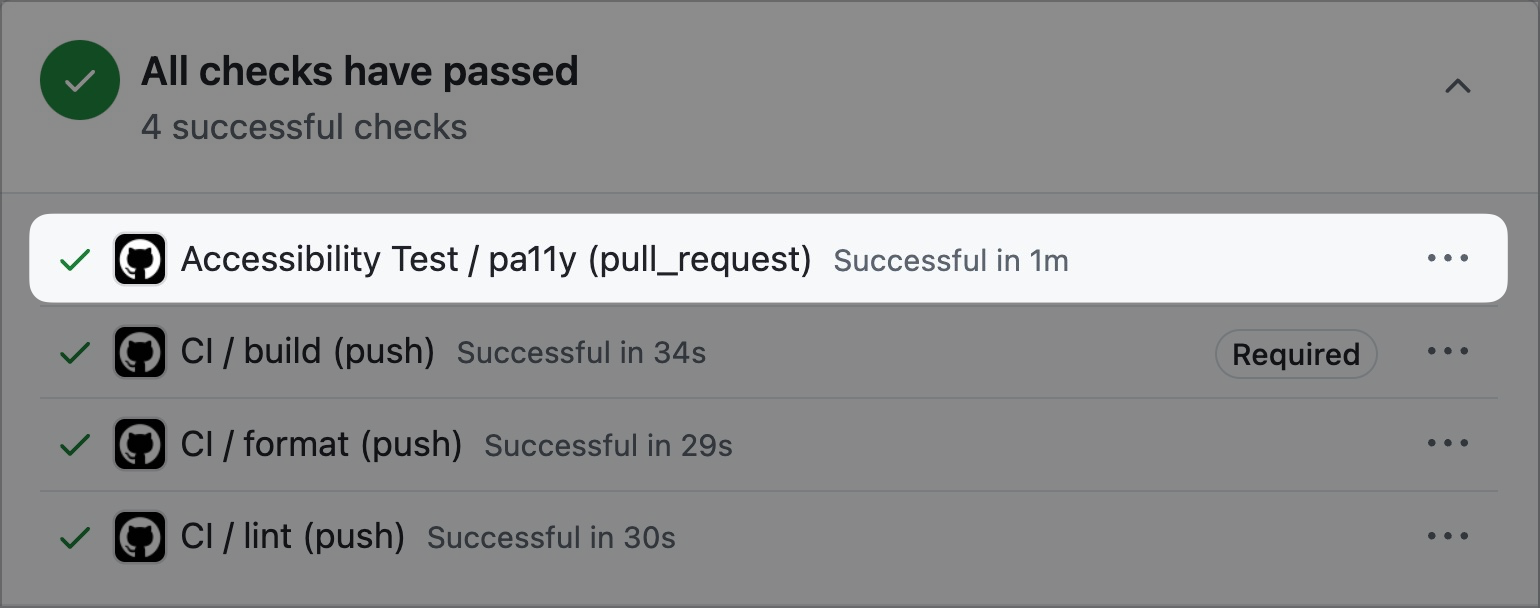 All checks have passed
4 successful checks
Accessibility Test / pa11y (pull_request) Successful in 1m
CI / build (push) Successful in 34s Required
CI / format (push) Successful in 29s
CI / lint (push) Successful in 30s